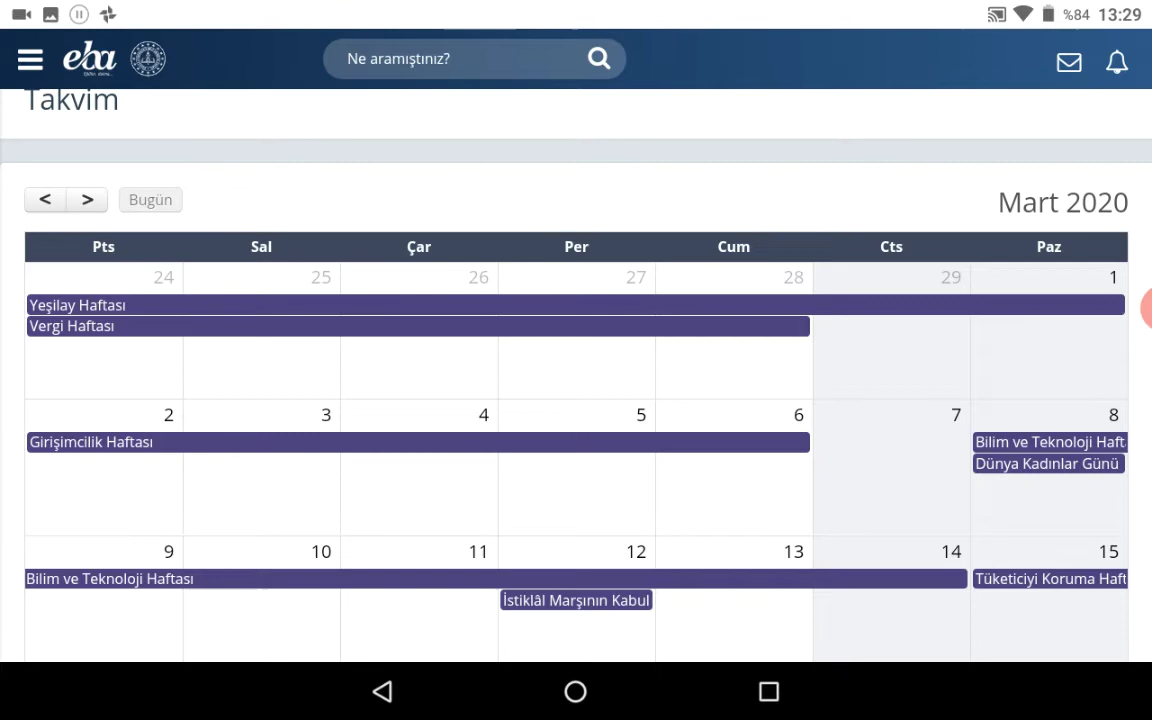 %84 13:29
eba
Ne aramıştınız?
Takvim
< > Bugün
Mart 2020
Pts Sal Çar Per Cum Cts Paz
24 25 26 27 28 29 1
Yeşilay Haftası
Vergi Haftası
2 3 4 5 6 7 8
Girişimcilik Haftası
Bilim ve Teknoloji Haft
Dünya Kadınlar Günü
9 10 11 12 13 14 15
Bilim ve Teknoloji Haftası
Tüketiciyi Koruma Haft
İstiklâl Marşının Kabul